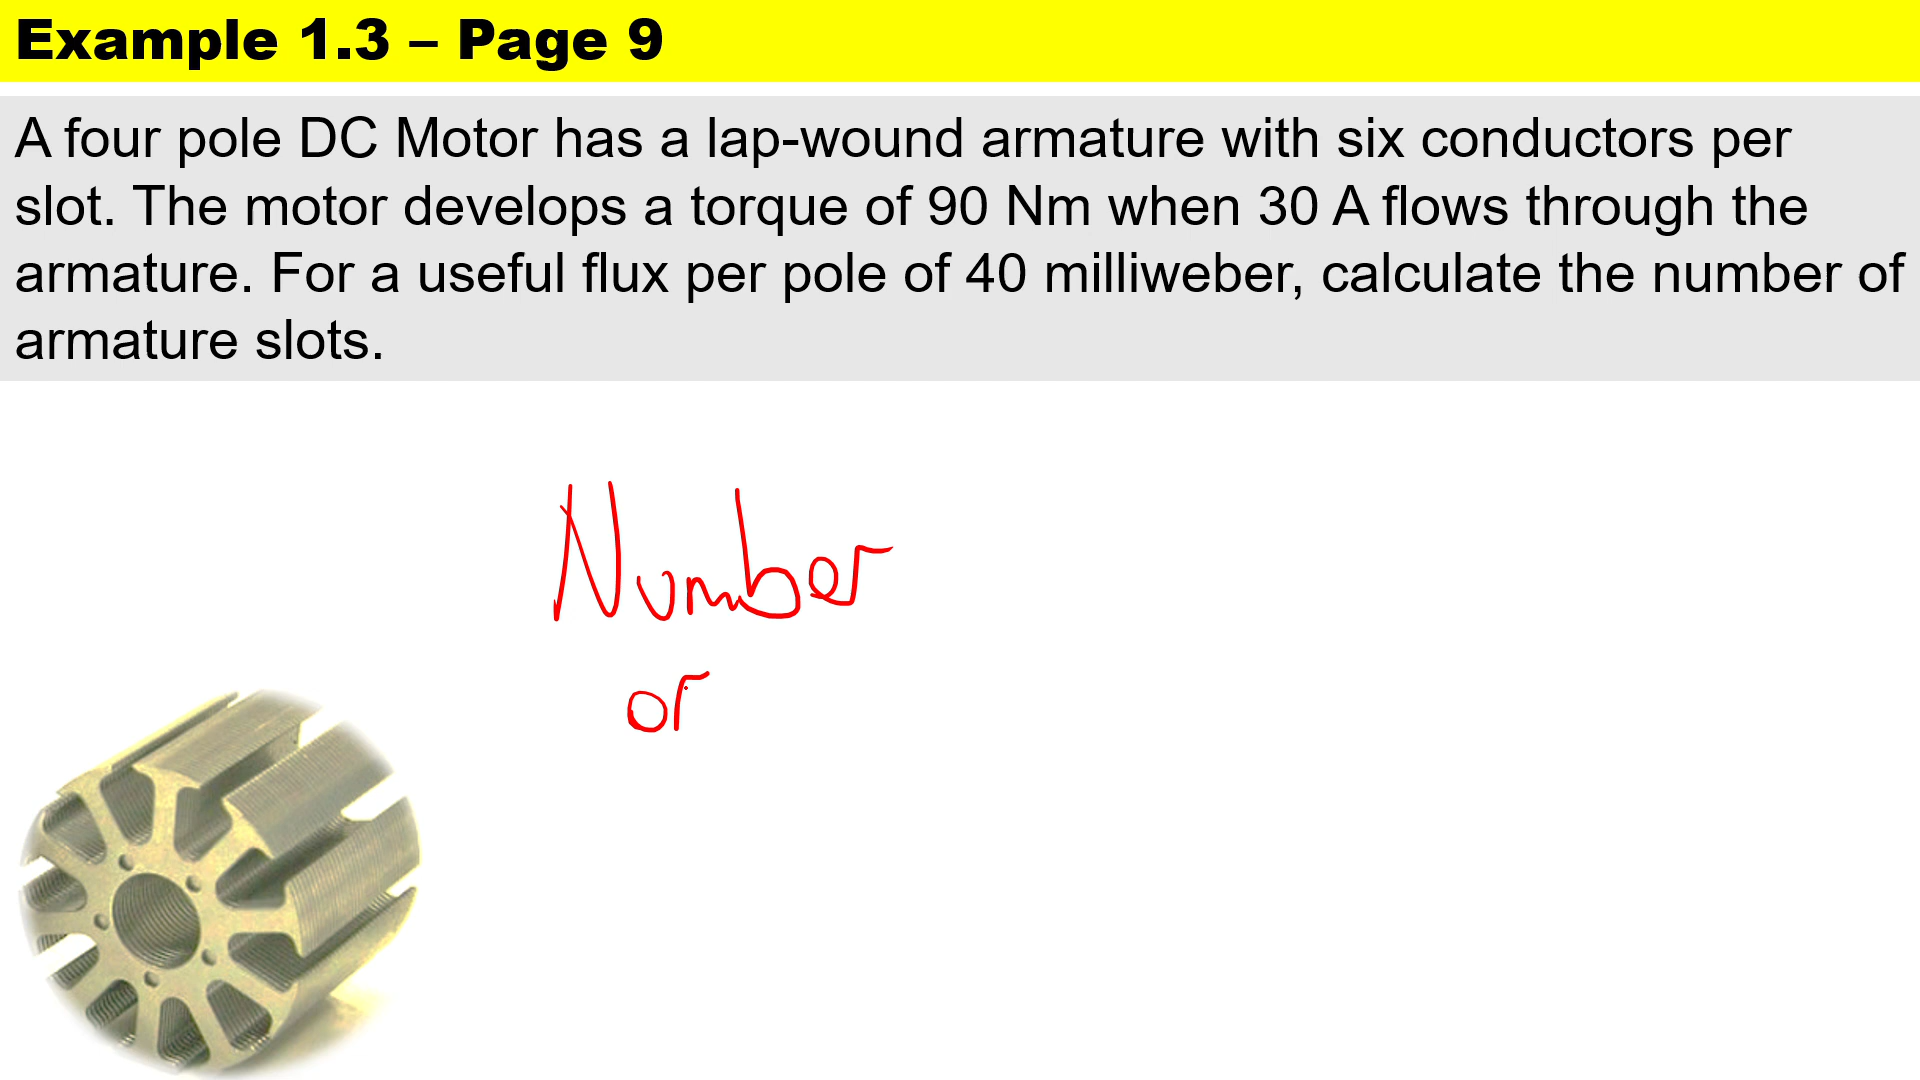 Example 1.3 – Page 9
A four pole DC Motor has a lap-wound armature with six conductors per
slot. The motor develops a torque of 90 Nm when 30 A flows through the
armature. For a useful flux per pole of 40 milliweber, calculate the number of
armature slots.
Number
or